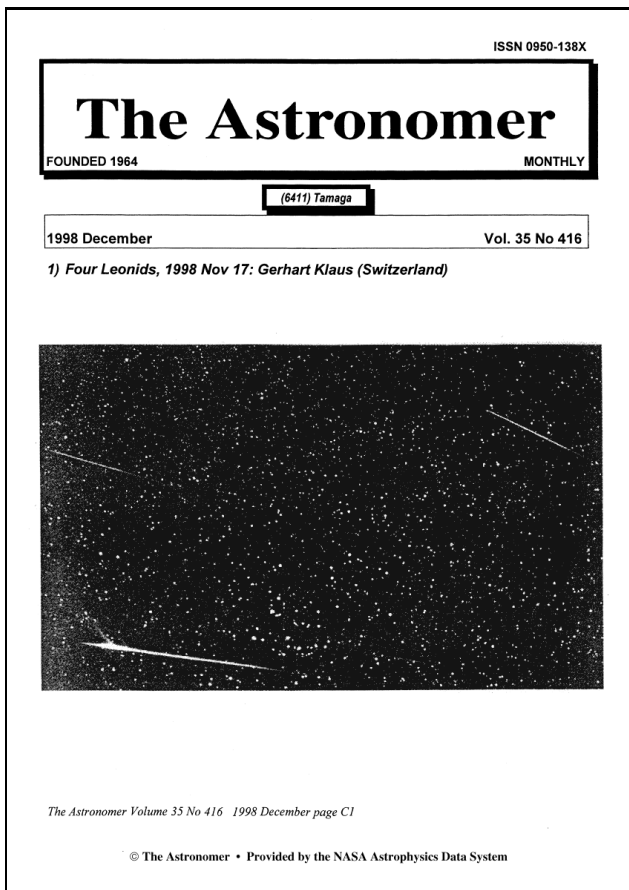 ISSN 0950-138X
The Astronomer
FOUNDED 1964 MONTHLY
(6411) Tamaga
1998 December Vol. 35 No 416
1) Four Leonids, 1998 Nov 17: Gerhart Klaus (Switzerland)
The Astronomer Volume 35 No 416 1998 December page C1
© The Astronomer • Provided by the NASA Astrophysics Data System